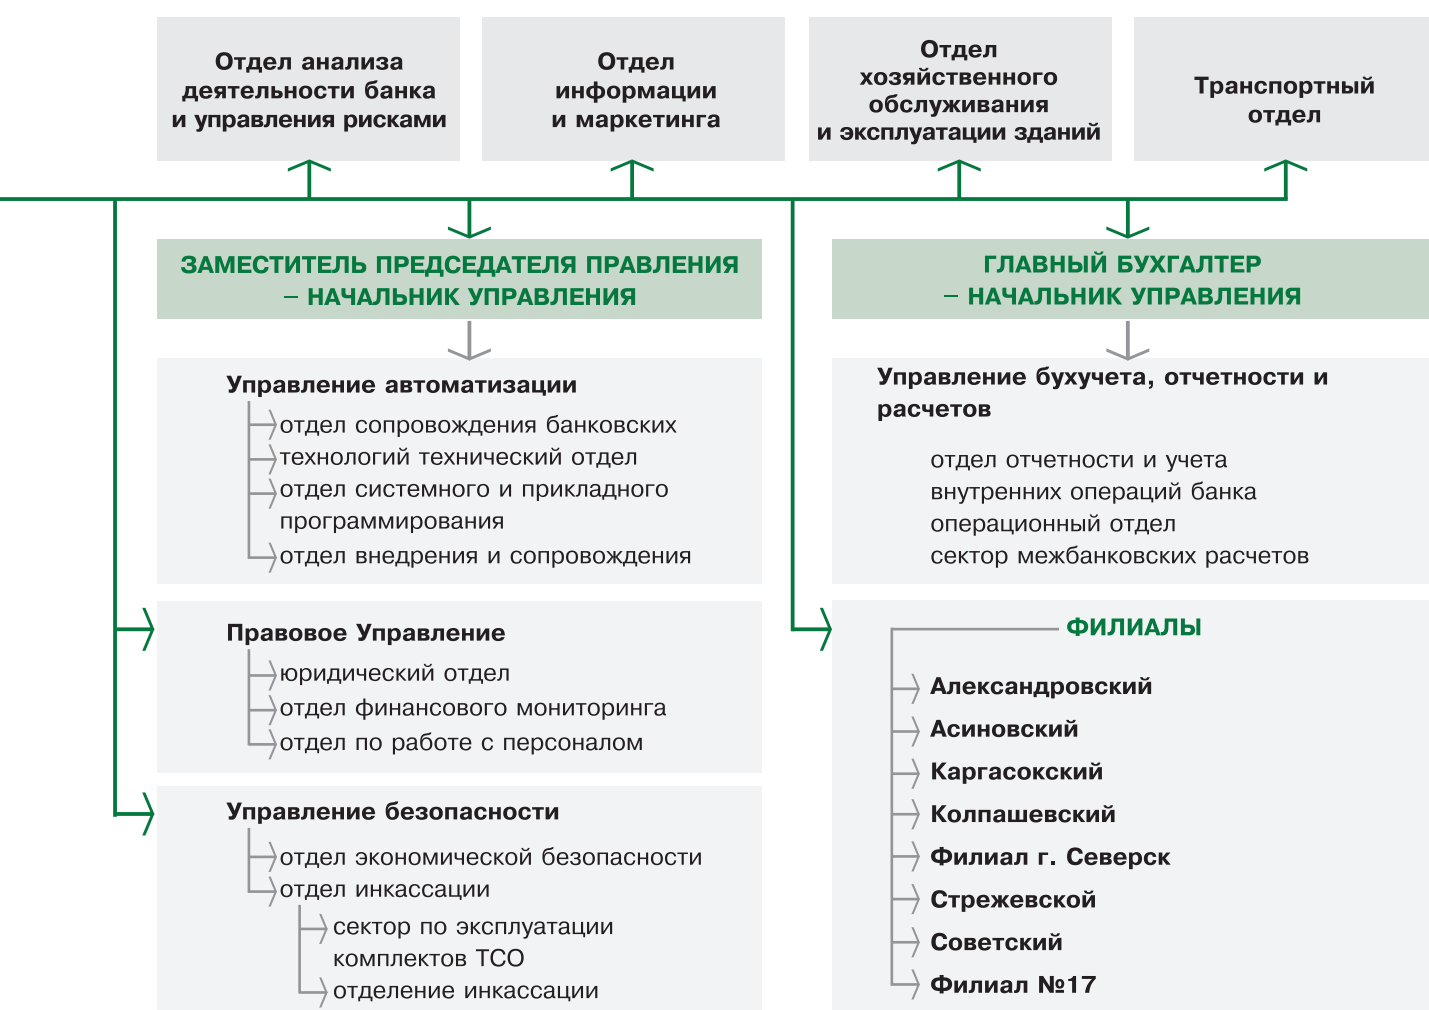 Отдел анализа
деятельности банка
и управления рисками
Отдел
информации
и маркетинга
Отдел
хозяйственного
обслуживания
и эксплуатации зданий
Транспортный
отдел
ЗАМЕСТИТЕЛЬ ПРЕДСЕДАТЕЛЯ ПРАВЛЕНИЯ
– НАЧАЛЬНИК УПРАВЛЕНИЯ
Управление автоматизации
отдел сопровождения банковских
технологий технический отдел
отдел системного и прикладного
программирования
отдел внедрения и сопровождения
Правовое Управление
юридический отдел
отдел финансового мониторинга
отдел по работе с персоналом
Управление безопасности
отдел экономической безопасности
отдел инкассации
сектор по эксплуатации
комплектов ТСО
отделение инкассации
ГЛАВНЫЙ БУХГАЛТЕР
– НАЧАЛЬНИК УПРАВЛЕНИЯ
Управление бухучета, отчетности и
расчетов
отдел отчетности и учета
внутренних операций банка
операционный отдел
сектор межбанковских расчетов
ФИЛИАЛЫ
Александровский
Асиновский
Каргасокский
Колпашевский
Филиал г. Северск
Стрежевской
Советский
Филиал №17